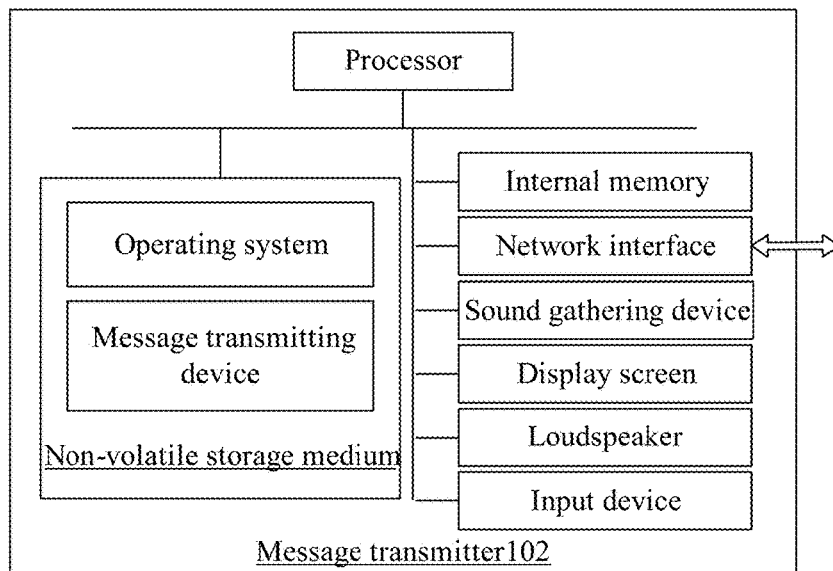 Processor
Operating system
Message transmitting
device
Non-volatile storage medium
Internal memory
Network interface
Sound gathering device
Display screen
Loudspeaker
Input device
Message transmitter102